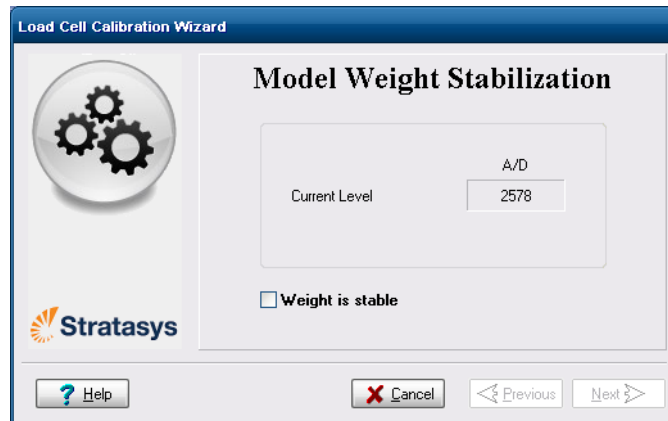 Load Cell Calibration Wizard
Model Weight Stabilization
A/D
Current Level 2578
Weight is stable
Stratasys
? Help
Cancel
Previous
Next